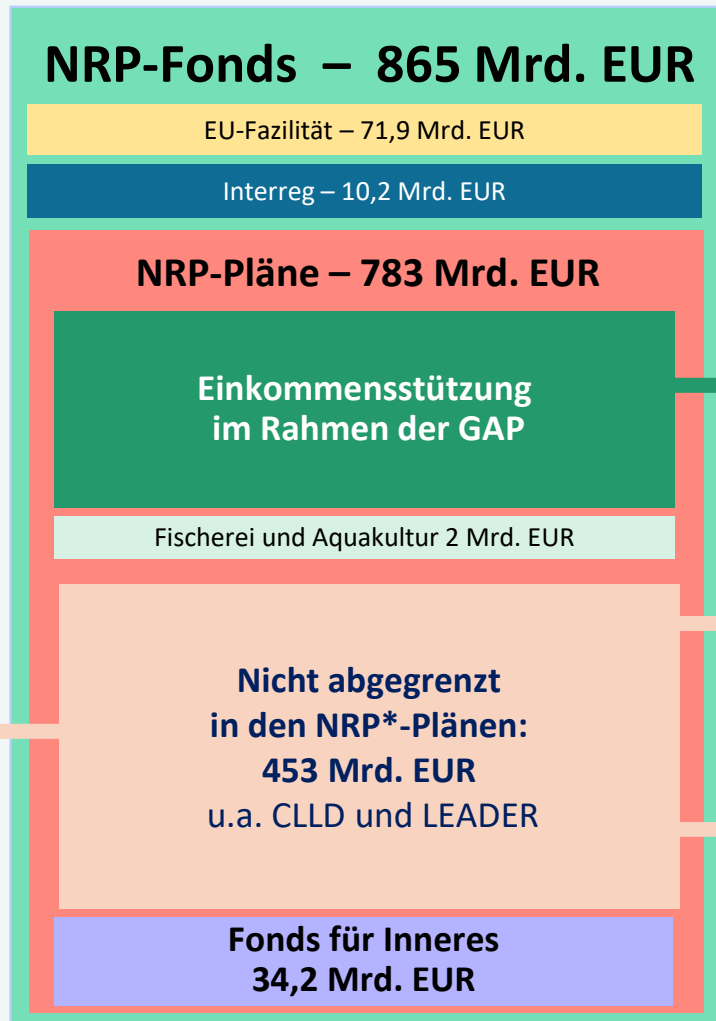 NRP-Fonds – 865 Mrd. EUR
EU-Fazilität – 71,9 Mrd. EUR
Interreg – 10,2 Mrd. EUR
NRP-Pläne – 783 Mrd. EUR
Einkommensstützung
im Rahmen der GAP
Fischerei und Aquakultur 2 Mrd. EUR
Nicht abgegrenzt
in den NRP*-Plänen:
453 Mrd. EUR
u.a. CLLD und LEADER
Fonds für Inneres
34,2 Mrd. EUR